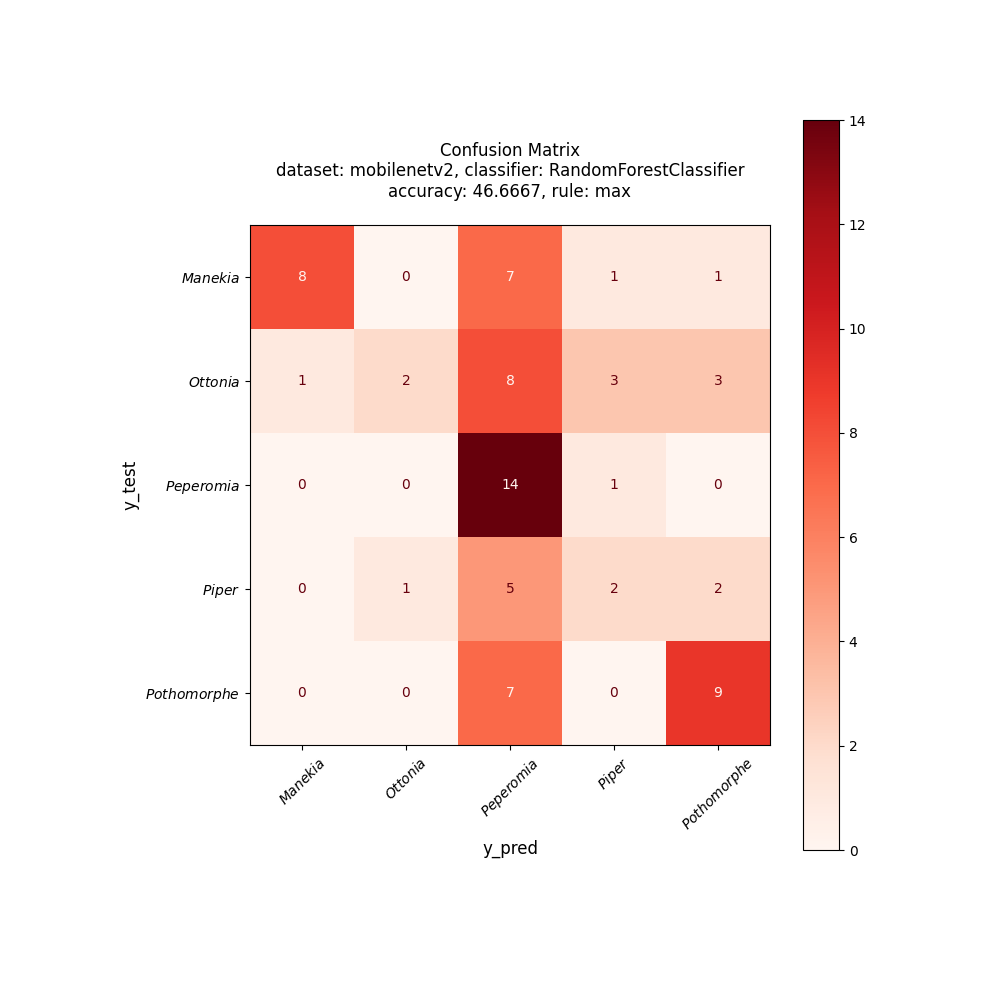 Confusion Matrix
dataset: mobilenetv2, classifier: RandomForestClassifier
accuracy: 46.6667, rule: max
14
12
10
8
6
4
2
0
y_test
Manekia 8 0 7 1 1
Ottonia 1 2 8 3 3
Peperomia 0 0 14 1 0
Piper 0 1 5 2 2
Pothomorphe 0 0 7 0 9
Manekia Ottonia Peperomia Piper Pothomorphe
y_pred